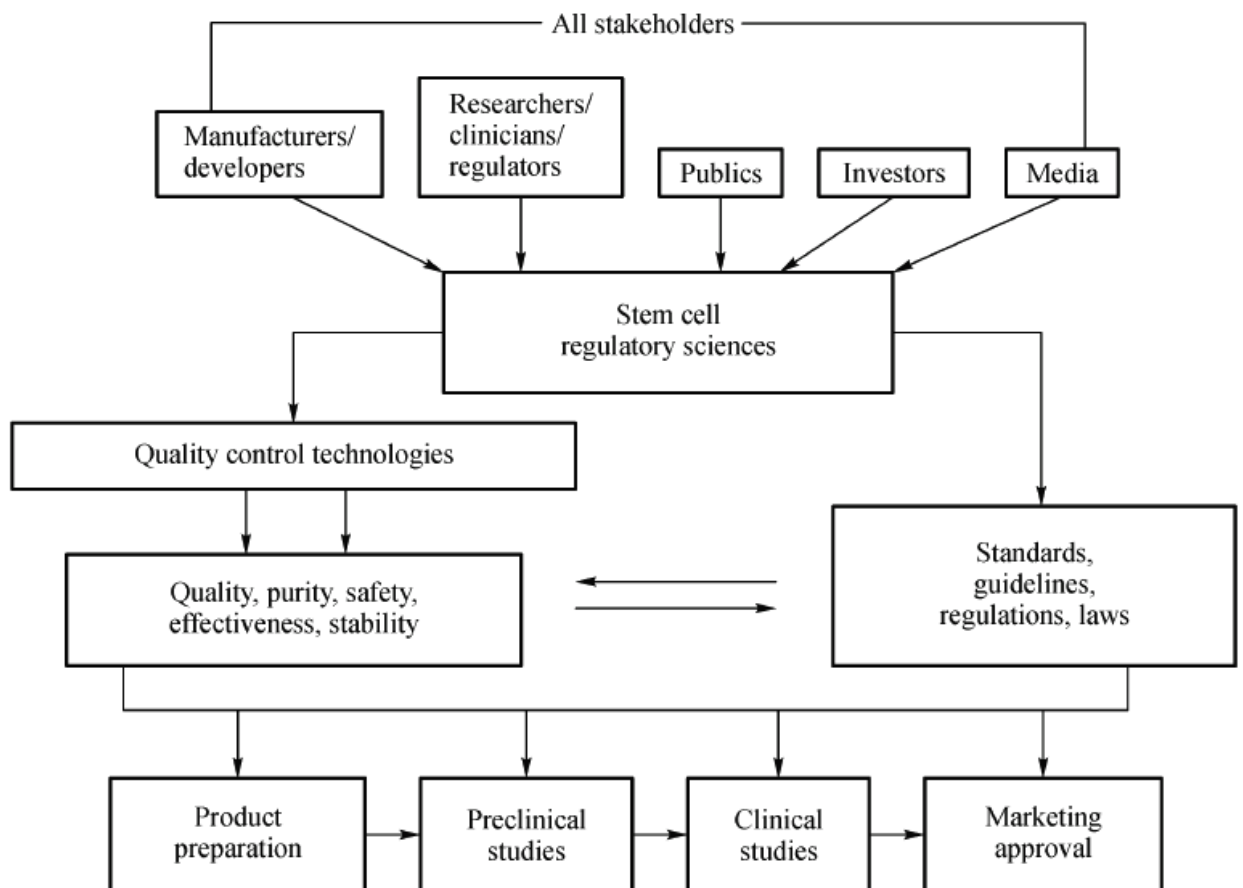 All stakeholders
Manufacturers/
developers
Researchers/
clinicians/
regulators
Publics
Investors
Media
Stem cell
regulatory sciences
Quality control technologies
Quality, purity, safety,
effectiveness, stability
Standards,
guidelines,
regulations, laws
Product
preparation
Preclinical
studies
Clinical
studies
Marketing
approval